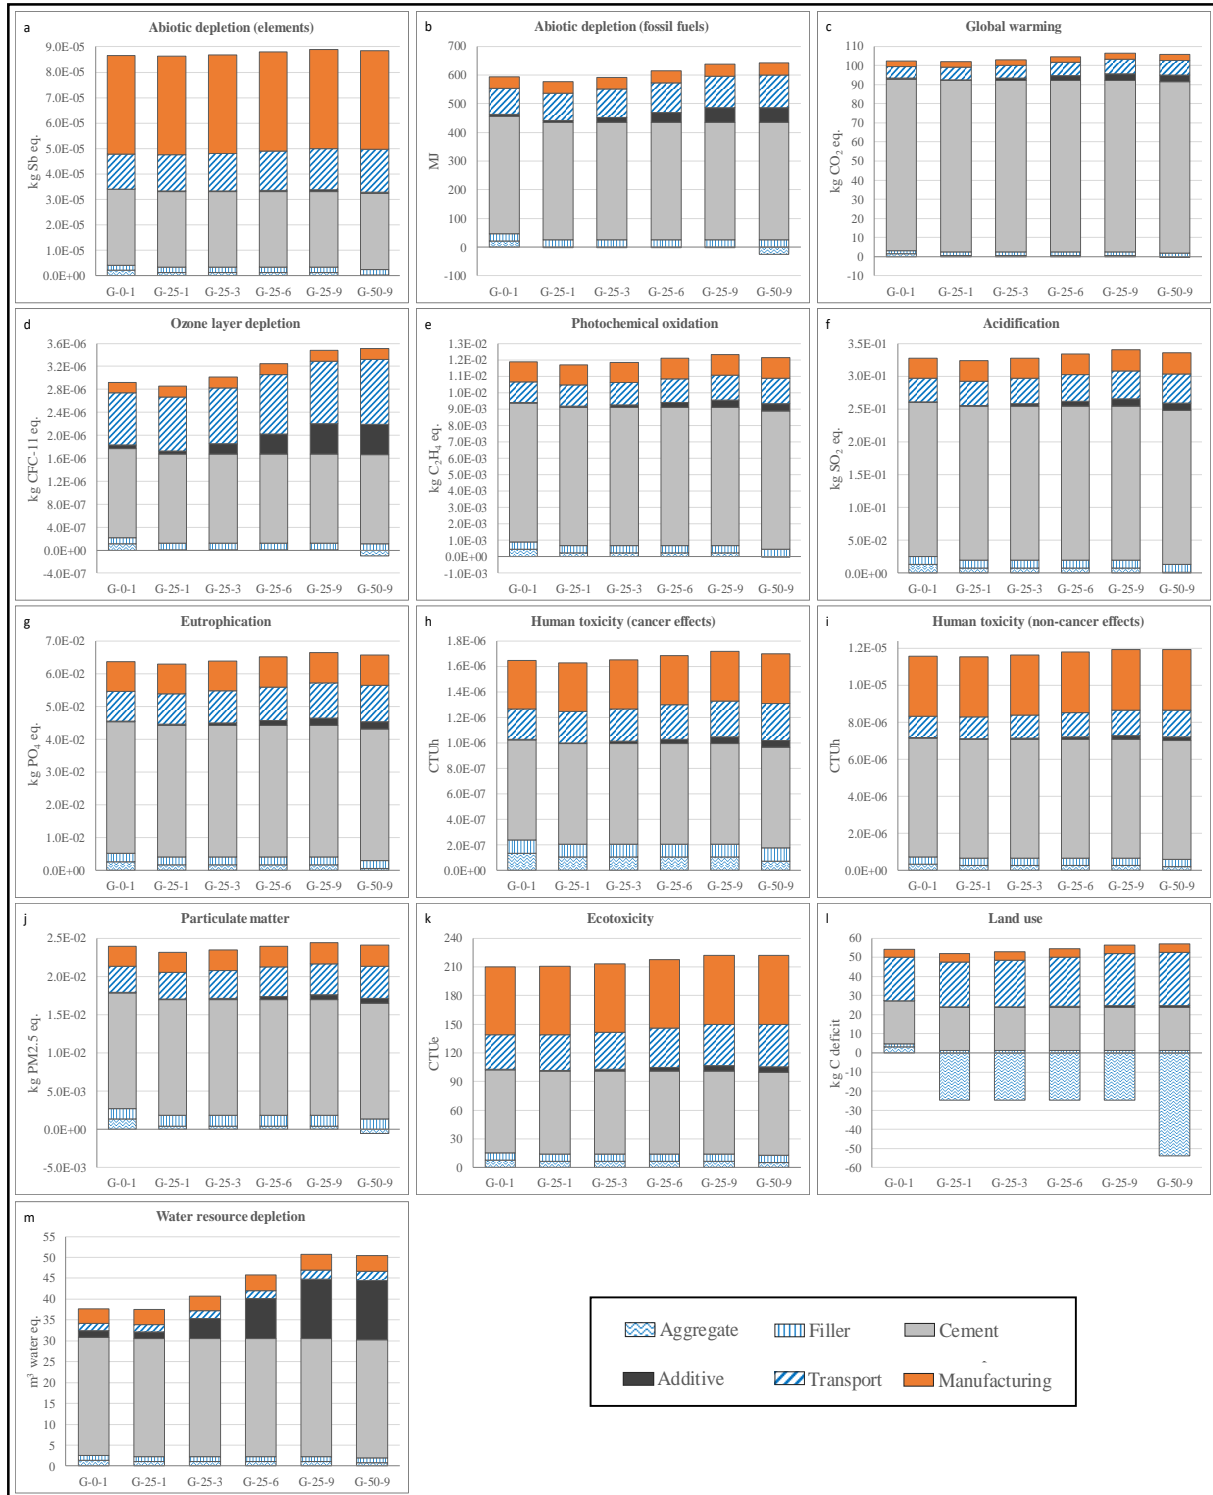 a
Abiotic depletion (elements)
9.0E-05
8.0E-05
7.0E-05
6.0E-05
5.0E-05
4.0E-05
3.0E-05
2.0E-05
1.0E-05
0.0E+00
kg Sb eq.
G-0-1 G-25-1 G-25-3 G-25-6 G-25-9 G-50-9
b
Abiotic depletion (fossil fuels)
700
600
500
400
300
200
100
0
-100
MJ
G-0-1 G-25-1 G-25-3 G-25-6 G-25-9 G-50-9
c
Global warming
110
100
90
80
70
60
50
40
30
20
10
0
-10
kg CO2 eq.
G-0-1 G-25-1 G-25-3 G-25-6 G-25-9 G-50-9
d
Ozone layer depletion
3.6E-06
3.2E-06
2.8E-06
2.4E-06
2.0E-06
1.6E-06
1.2E-06
8.0E-07
4.0E-07
0.0E+00
-4.0E-07
kg CFC-11 eq.
G-0-1 G-25-1 G-25-3 G-25-6 G-25-9 G-50-9
e
Photochemical oxidation
1.3E-02
1.2E-02
1.1E-02
1.0E-02
9.0E-03
8.0E-03
7.0E-03
6.0E-03
5.0E-03
4.0E-03
3.0E-03
2.0E-03
1.0E-03
0.0E+00
-1.0E-03
kg C2H4 eq.
G-0-1 G-25-1 G-25-3 G-25-6 G-25-9 G-50-9
f
Acidification
3.5E-01
3.0E-01
2.5E-01
2.0E-01
1.5E-01
1.0E-01
5.0E-02
0.0E+00
kg SO2 eq.
G-0-1 G-25-1 G-25-3 G-25-6 G-25-9 G-50-9
g
Eutrophication
7.0E-02
6.0E-02
5.0E-02
4.0E-02
3.0E-02
2.0E-02
1.0E-02
0.0E+00
kg PO4 eq.
G-0-1 G-25-1 G-25-3 G-25-6 G-25-9 G-50-9
h
Human toxicity (cancer effects)
1.8E-06
1.6E-06
1.4E-06
1.2E-06
1.0E-06
8.0E-07
6.0E-07
4.0E-07
2.0E-07
0.0E+00
CTUh
G-0-1 G-25-1 G-25-3 G-25-6 G-25-9 G-50-9
i
Human toxicity (non-cancer effects)
1.2E-05
1.0E-05
8.0E-06
6.0E-06
4.0E-06
2.0E-06
0.0E+00
CTUh
G-0-1 G-25-1 G-25-3 G-25-6 G-25-9 G-50-9
j
Particulate matter
2.5E-02
2.0E-02
1.5E-02
1.0E-02
5.0E-03
0.0E+00
-5.0E-03
kg PM2.5 eq.
G-0-1 G-25-1 G-25-3 G-25-6 G-25-9 G-50-9
k
Ecotoxicity
240
210
180
150
120
90
60
30
0
CTUe
G-0-1 G-25-1 G-25-3 G-25-6 G-25-9 G-50-9
l
Land use
60
50
40
30
20
10
0
-10
-20
-30
-40
-50
-60
kg C deficit
G-0-1 G-25-1 G-25-3 G-25-6 G-25-9 G-50-9
m
Water resource depletion
55
50
45
40
35
30
25
20
15
10
5
0
m³ water eq.
G-0-1 G-25-1 G-25-3 G-25-6 G-25-9 G-50-9
Aggregate Filler Cement
Additive Transport Manufacturing